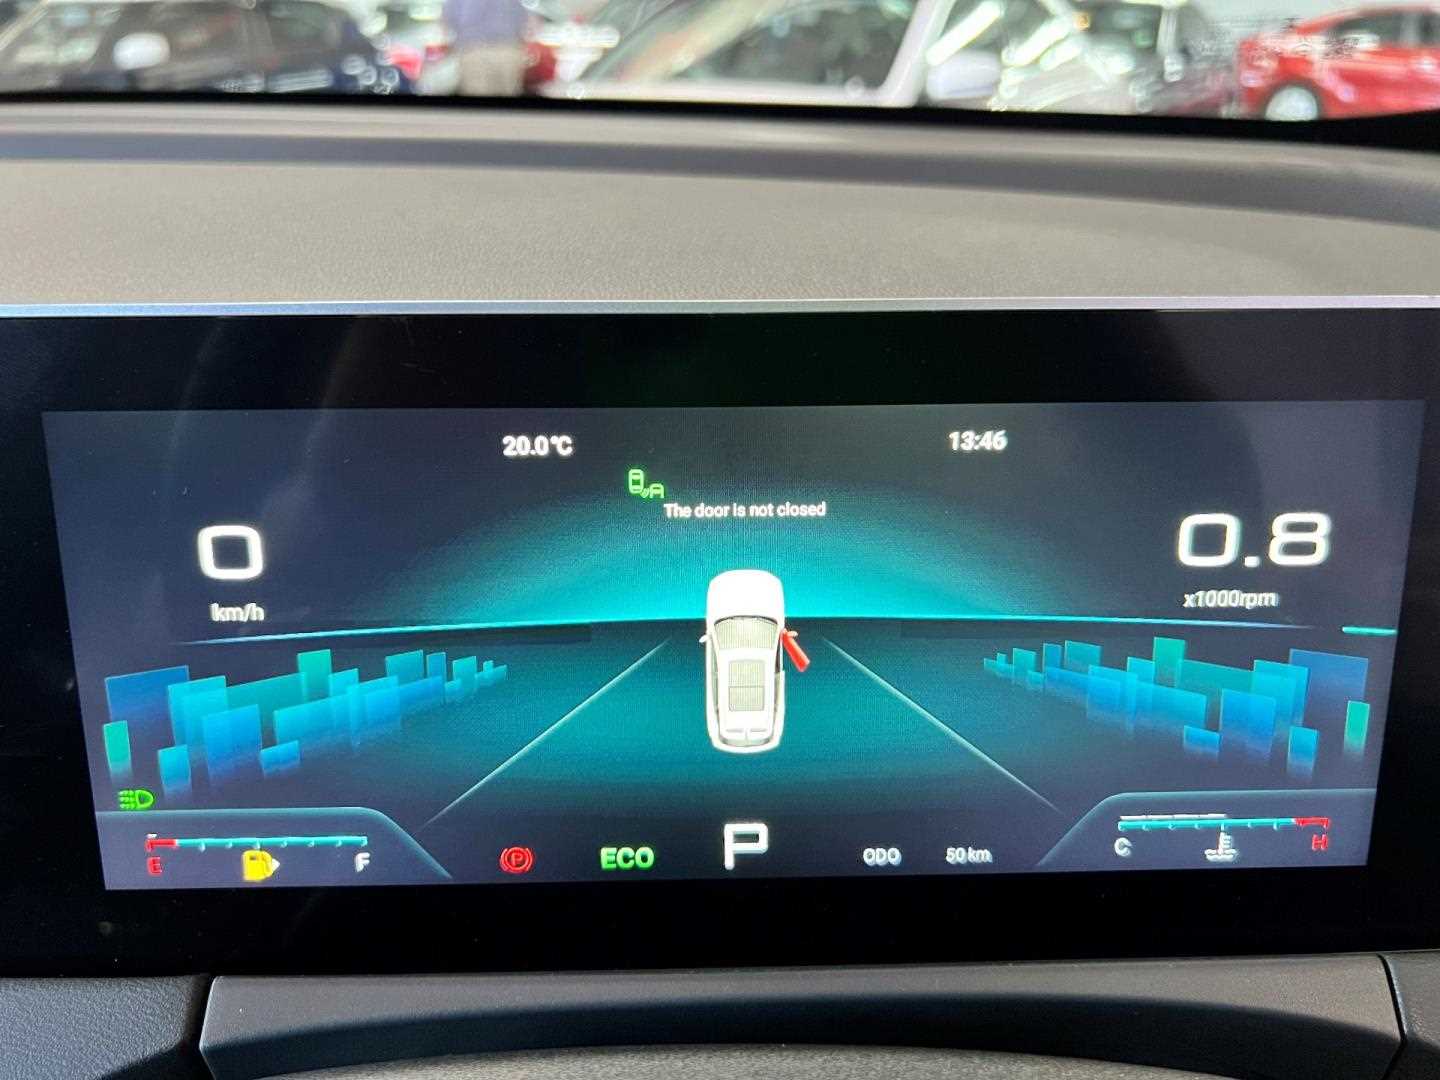 20.0℃
13:46
The door is not closed
0
km/h
0.8
x1000rpm
E
F
P
ECO
P
ODO
50 km
C
H